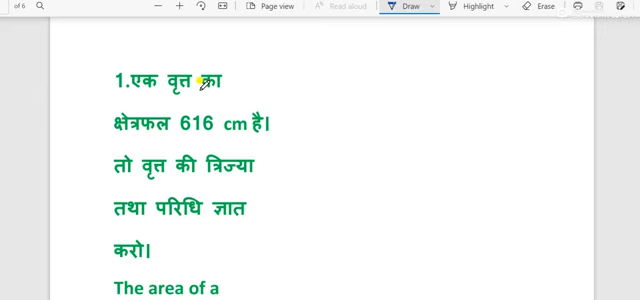 of 6
Page view
Read aloud
Draw
Highlight
Erase
1.एक वृत्त का
क्षेत्रफल 616 cm है।
तो वृत्त की त्रिज्या
तथा परिधि ज्ञात
करो।
The area of a